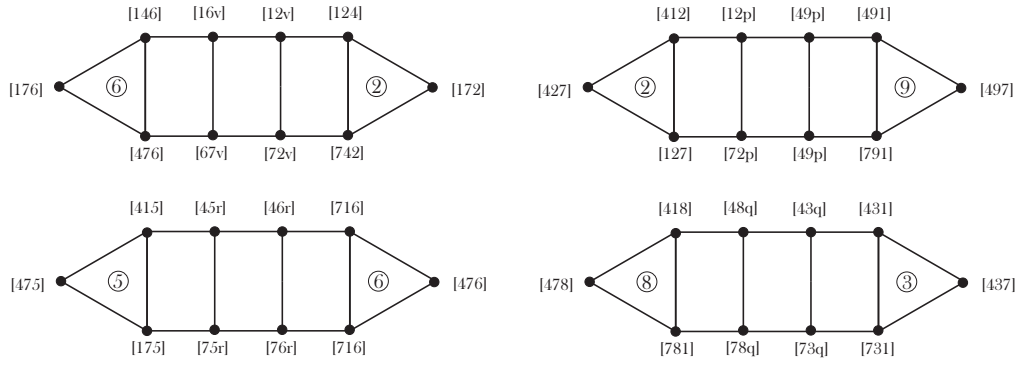 [146] [16v] [12v] [124]
[176] ⑥ ② [172]
[476] [67v] [72v] [742]
[412] [12p] [49p] [491]
[427] ② ⑨ [497]
[127] [72p] [49p] [791]
[415] [45r] [46r] [716]
[475] ⑤ ⑥ [476]
[175] [75r] [76r] [716]
[418] [48q] [43q] [431]
[478] ⑧ ③ [437]
[781] [78q] [73q] [731]